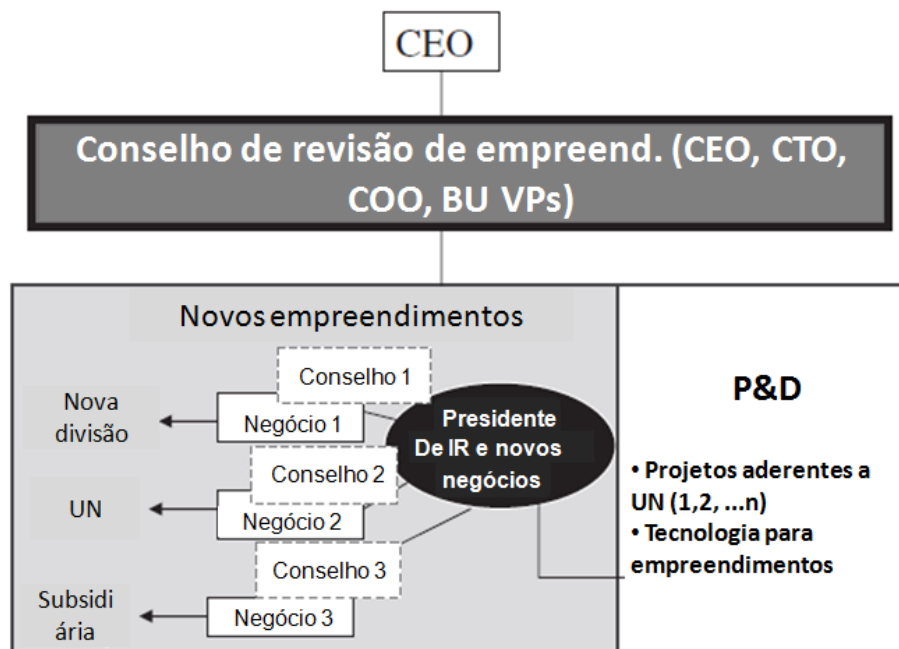 CEO
Conselho de revisão de empreend. (CEO, CTO,
COO, BU VPs)
Novos empreendimentos
Conselho 1
Nova
divisão
Negócio 1
Conselho 2
UN
Negócio 2
Conselho 3
Subsidi
ária
Negócio 3
Presidente
De IR e novos
negócios
P&D
• Projetos aderentes a
UN (1,2, ...n)
• Tecnologia para
empreendimentos